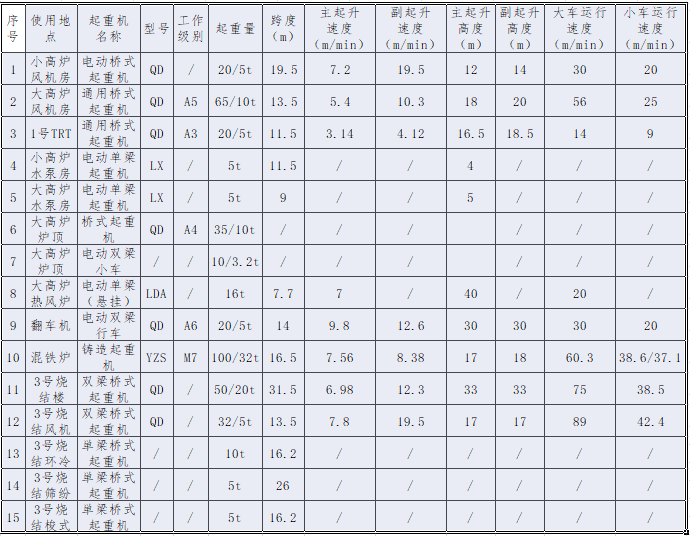 序号 使用地点 起重机名称 型号 工作级别 起重量 跨度(m) 主起升速度(m/min) 副起升速度(m/min) 主起升高度(m) 副起升高度(m) 大车运行速度(m/min) 小车运行速度(m/min)
1 小高炉风机房 电动桥式起重机 QD / 20/5t 19.5 7.2 19.5 12 14 30 20
2 大高炉风机房 通用桥式起重机 QD A5 65/10t 13.5 5.4 10.3 18 20 56 25
3 1号TRT 通用桥式起重机 QD A3 20/5t 11.5 3.14 4.12 16.5 18.5 14 9
4 小高炉水泵房 电动单梁起重机 LX / 5t 11.5 / / 4 / / /
5 大高炉水泵房 电动单梁起重机 LX / 5t 9 / / 5 / / /
6 大高炉炉顶 桥式起重机 QD A4 35/10t / / / / / / /
7 大高炉炉顶 电动双梁小车 / / 10/3.2t / / / / / / /
8 大高炉热风炉 电动单梁（悬挂） LDA / 16t 7.7 7 / 40 / 20 /
9 翻车机 电动双梁行车 QD A6 20/5t 14 9.8 12.6 30 30 30 20
10 混铁炉 铸造起重机 YZS M7 100/32t 16.5 7.56 8.38 17 18 60.3 38.6/37.1
11 3号烧结楼 双梁桥式起重机 QD / 50/20t 31.5 6.98 12.3 33 33 75 38.5
12 3号烧结风机 双梁桥式起重机 QD / 32/5t 13.5 7.8 19.5 17 17 89 42.4
13 3号烧结环冷 单梁桥式起重机 / / 10t 16.2 / / / / / /
14 3号烧结筛纷 单梁桥式起重机 / / 5t 26 / / / / / /
15 3号烧结梭式 单梁桥式起重机 / / 5t 16.2 / / / / / /